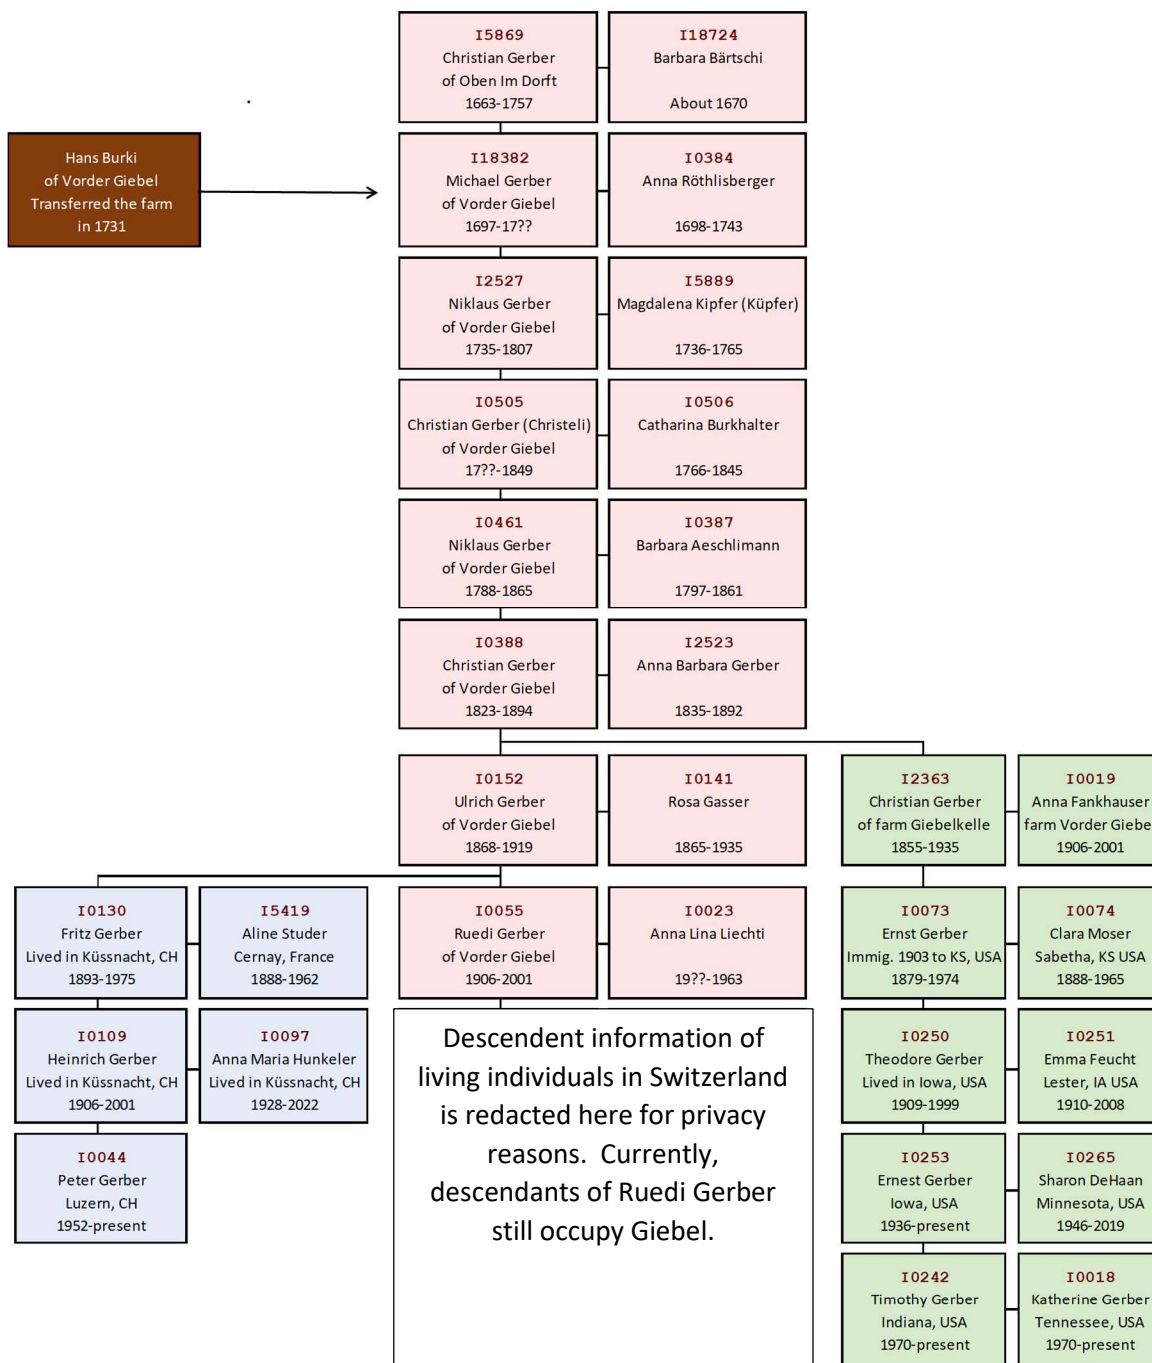 I5869
Christian Gerber
of Oben Im Dorft
1663-1757
I18724
Barbara Bärtschi
About 1670
Hans Burki
of Vorder Giebel
Transferred the farm
in 1731
I18382
Michael Gerber
of Vorder Giebel
1697-17??
I0384
Anna Röthlisberger
1698-1743
I2527
Niklaus Gerber
of Vorder Giebel
1735-1807
I5889
Magdalena Kipfer (Küpfer)
1736-1765
I0505
Christian Gerber (Christeli)
of Vorder Giebel
17??-1849
I0506
Catharina Burkhalter
1766-1845
I0461
Niklaus Gerber
of Vorder Giebel
1788-1865
I0387
Barbara Aeschlimann
1797-1861
I0388
Christian Gerber
of Vorder Giebel
1823-1894
I2523
Anna Barbara Gerber
1835-1892
I0152
Ulrich Gerber
of Vorder Giebel
1868-1919
I0141
Rosa Gasser
1865-1935
I2363
Christian Gerber
of farm Giebelkelle
1855-1935
I0019
Anna Fankhauser
farm Vorder Giebe
1906-2001
I0130
Fritz Gerber
Lived in Küssnacht, CH
1893-1975
I5419
Aline Studer
Cernay, France
1888-1962
I0055
Ruedi Gerber
of Vorder Giebel
1906-2001
I0023
Anna Lina Liechti
19??-1963
I0073
Ernst Gerber
Immig. 1903 to KS, USA
1879-1974
I0074
Clara Moser
Sabetha, KS USA
1888-1965
I0109
Heinrich Gerber
Lived in Küssnacht, CH
1906-2001
I0097
Anna Maria Hunkeler
Lived in Küssnacht, CH
1928-2022
Descendent information of
living individuals in Switzerland
is redacted here for privacy
reasons. Currently,
descendants of Ruedi Gerber
still occupy Giebel.
I0250
Theodore Gerber
Lived in Iowa, USA
1909-1999
I0251
Emma Feucht
Lester, IA USA
1910-2008
I0044
Peter Gerber
Luzern, CH
1952-present
I0253
Ernest Gerber
Iowa, USA
1936-present
I0265
Sharon DeHaan
Minnesota, USA
1946-2019
I0242
Timothy Gerber
Indiana, USA
1970-present
I0018
Katherine Gerber
Tennessee, USA
1970-present